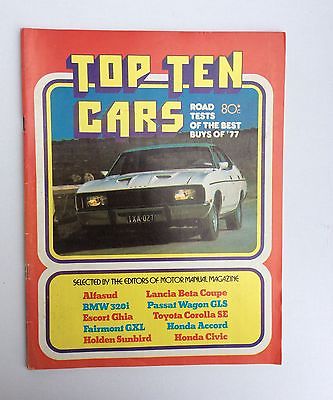 TOP TEN
CARS
ROAD 80c
TESTS
OF THE BEST
BUYS OF '77
SELECTED BY THE EDITORS OF MOTOR MANUAL MAGAZINE
Alfasud Lancia Beta Coupe
BMW 320i Passat Wagon GLS
Escort Ghia Toyota Corolla SE
Fairmont GXL Honda Accord
Holden Sunbird Honda Civic